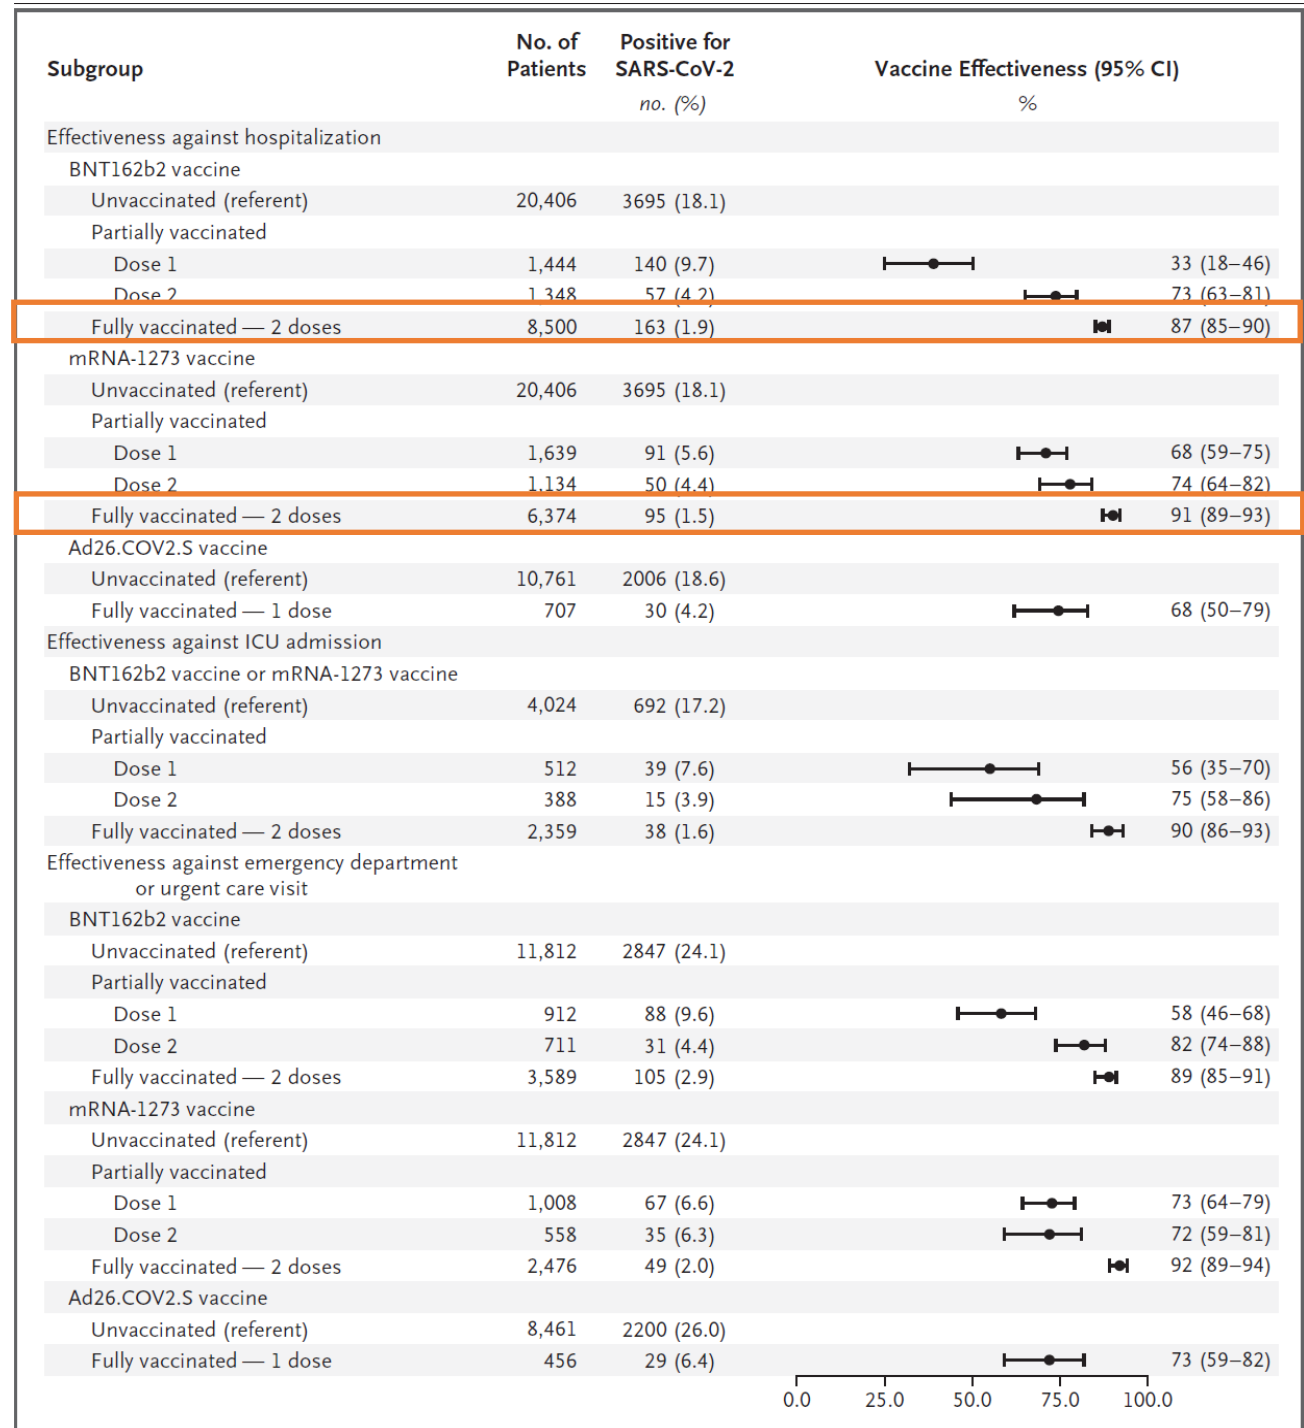 No. of Positive for
Subgroup Patients SARS-CoV-2 Vaccine Effectiveness (95% CI)
no. (%) %
Effectiveness against hospitalization
BNT162b2 vaccine
Unvaccinated (referent) 20,406 3695 (18.1)
Partially vaccinated
Dose 1 1,444 140 (9.7) 33 (18–46)
Dose 2 1,348 57 (4.2) 73 (63–81)
Fully vaccinated — 2 doses 8,500 163 (1.9) 87 (85–90)
mRNA-1273 vaccine
Unvaccinated (referent) 20,406 3695 (18.1)
Partially vaccinated
Dose 1 1,639 91 (5.6) 68 (59–75)
Dose 2 1,134 50 (4.4) 74 (64–82)
Fully vaccinated — 2 doses 6,374 95 (1.5) 91 (89–93)
Ad26.COV2.S vaccine
Unvaccinated (referent) 10,761 2006 (18.6)
Fully vaccinated — 1 dose 707 30 (4.2) 68 (50–79)
Effectiveness against ICU admission
BNT162b2 vaccine or mRNA-1273 vaccine
Unvaccinated (referent) 4,024 692 (17.2)
Partially vaccinated
Dose 1 512 39 (7.6) 56 (35–70)
Dose 2 388 15 (3.9) 75 (58–86)
Fully vaccinated — 2 doses 2,359 38 (1.6) 90 (86–93)
Effectiveness against emergency department
or urgent care visit
BNT162b2 vaccine
Unvaccinated (referent) 11,812 2847 (24.1)
Partially vaccinated
Dose 1 912 88 (9.6) 58 (46–68)
Dose 2 711 31 (4.4) 82 (74–88)
Fully vaccinated — 2 doses 3,589 105 (2.9) 89 (85–91)
mRNA-1273 vaccine
Unvaccinated (referent) 11,812 2847 (24.1)
Partially vaccinated
Dose 1 1,008 67 (6.6) 73 (64–79)
Dose 2 558 35 (6.3) 72 (59–81)
Fully vaccinated — 2 doses 2,476 49 (2.0) 92 (89–94)
Ad26.COV2.S vaccine
Unvaccinated (referent) 8,461 2200 (26.0)
Fully vaccinated — 1 dose 456 29 (6.4) 73 (59–82)
0.0 25.0 50.0 75.0 100.0